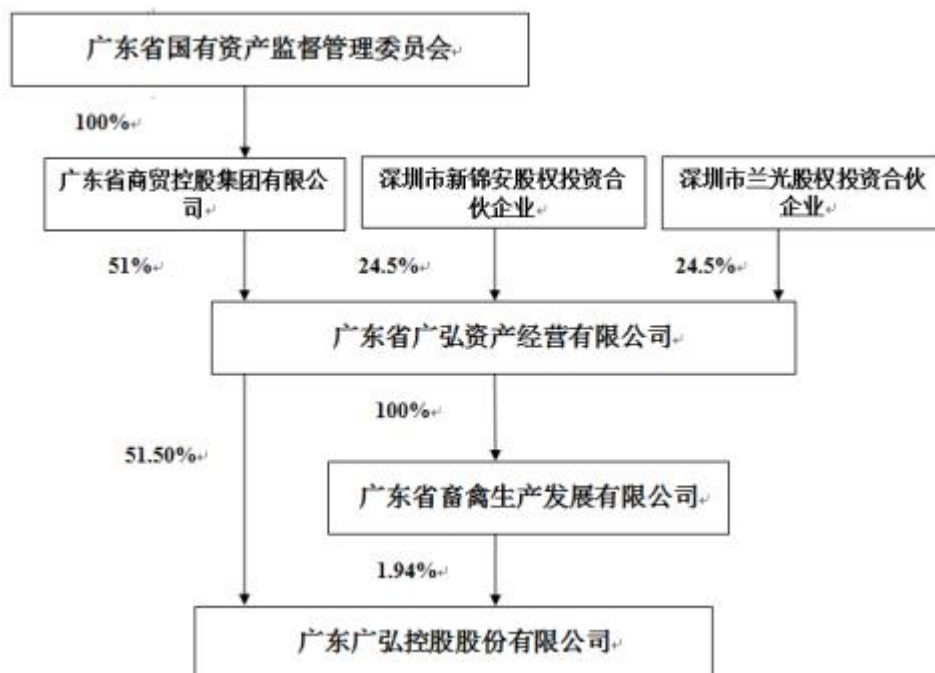 广东省国有资产监督管理委员会
100%
广东省商贸控股集团有限公
司
深圳市新锦安股权投资合
伙企业
深圳市兰光股权投资合伙
企业
51%
24.5%
24.5%
广东省广弘资产经营有限公司
100%
51.50%
广东省畜禽生产发展有限公司
1.94%
广东广弘控股股份有限公司